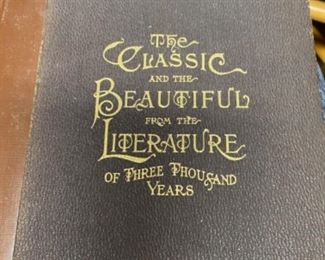 The
Classic
and the
Beautiful
from the
Literature
of Three Thousand
Years